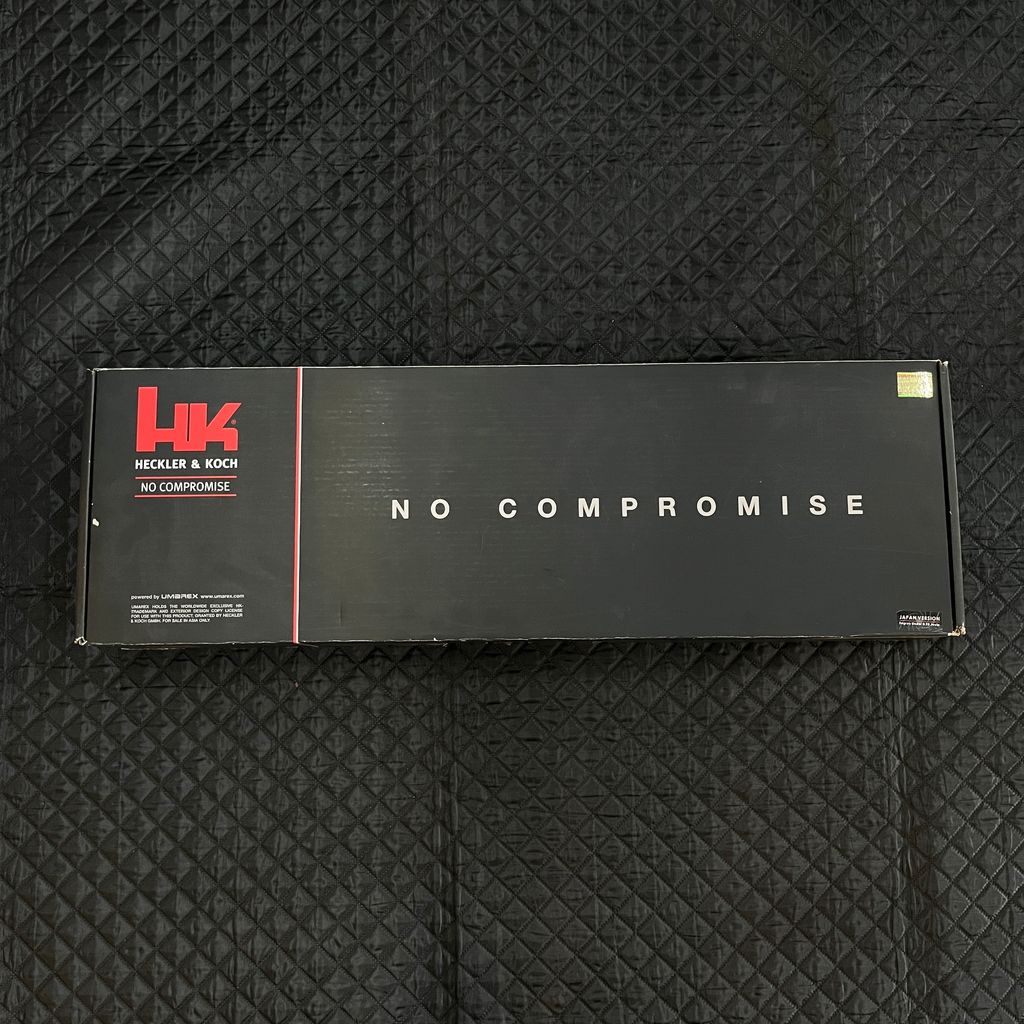 HK®
HECKLER & KOCH
NO COMPROMISE
NO COMPROMISE
powered by UMAREX www.umarex.com
UMAREX HOLDS THE WORLDWIDE EXCLUSIVE HK-
TRADEMARK AND EXTERIOR DESIGN COPY LICENSE
FOR USE WITH THIS PRODUCT, GRANTED BY HECKLER
& KOCH GMBH. FOR SALE IN ASIA ONLY.
JAPAN VERSION